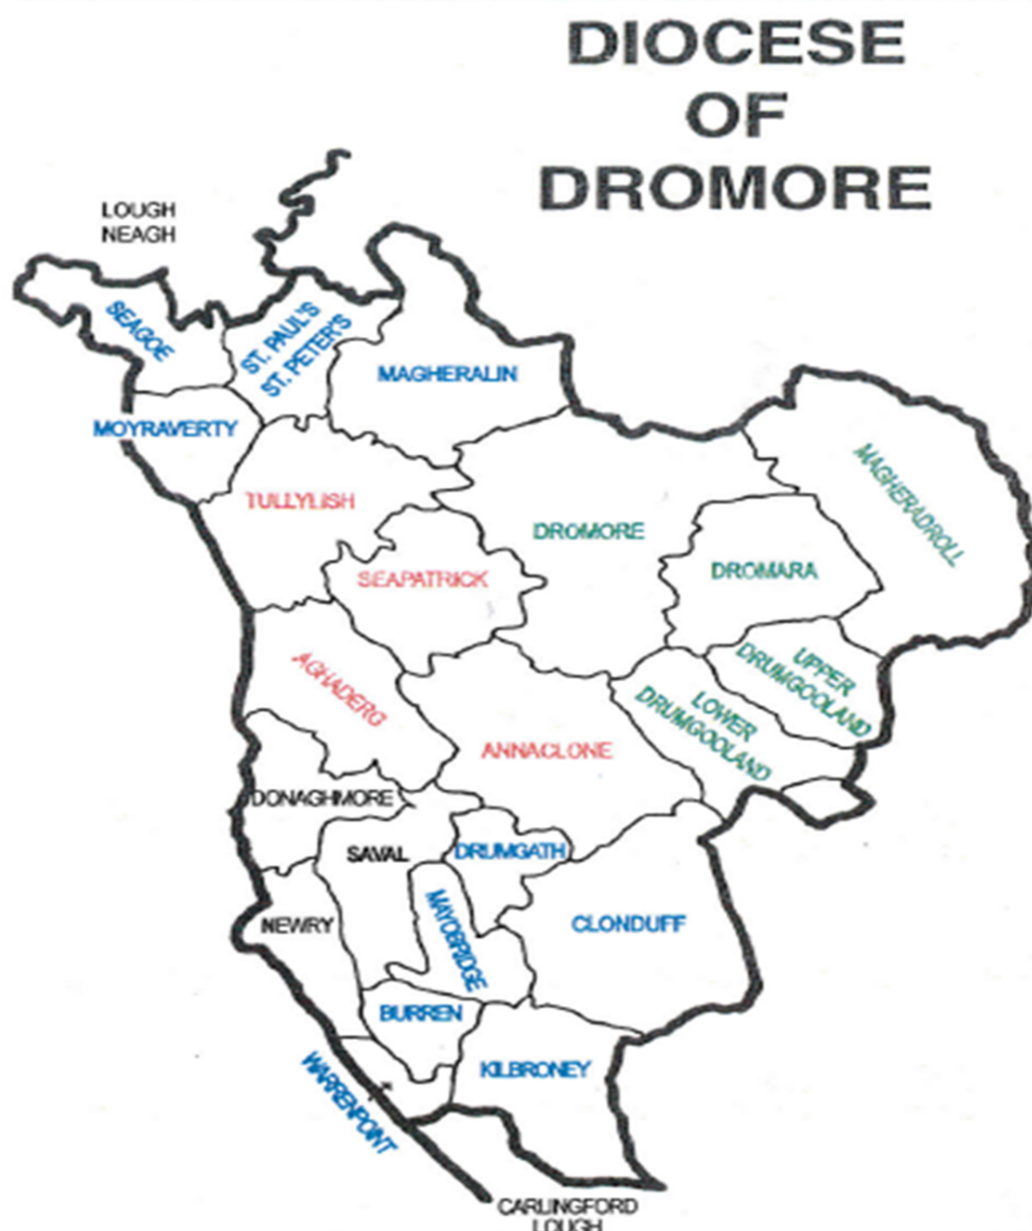 DIOCESE
OF
DROMORE
LOUGH
NEAGH
SEAGOE
ST. PAUL'S
ST. PETER'S
MAGHERALIN
MOYRAVERTY
MAGHERADROLL
TULLYLISH
DROMORE
SEAPATRICK
DROMARA
UPPER
DRUMGOOLAND
AGHADERG
LOWER
DRUMGOOLAND
ANNACLONE
DONAGHMORE
SAVAL
DRUMGATH
MAYOBRIDGE
NEWRY
CLONDUFF
BURREN
KILBRONEY
WARRENPOINT
CARLINGFORD
LOUGH